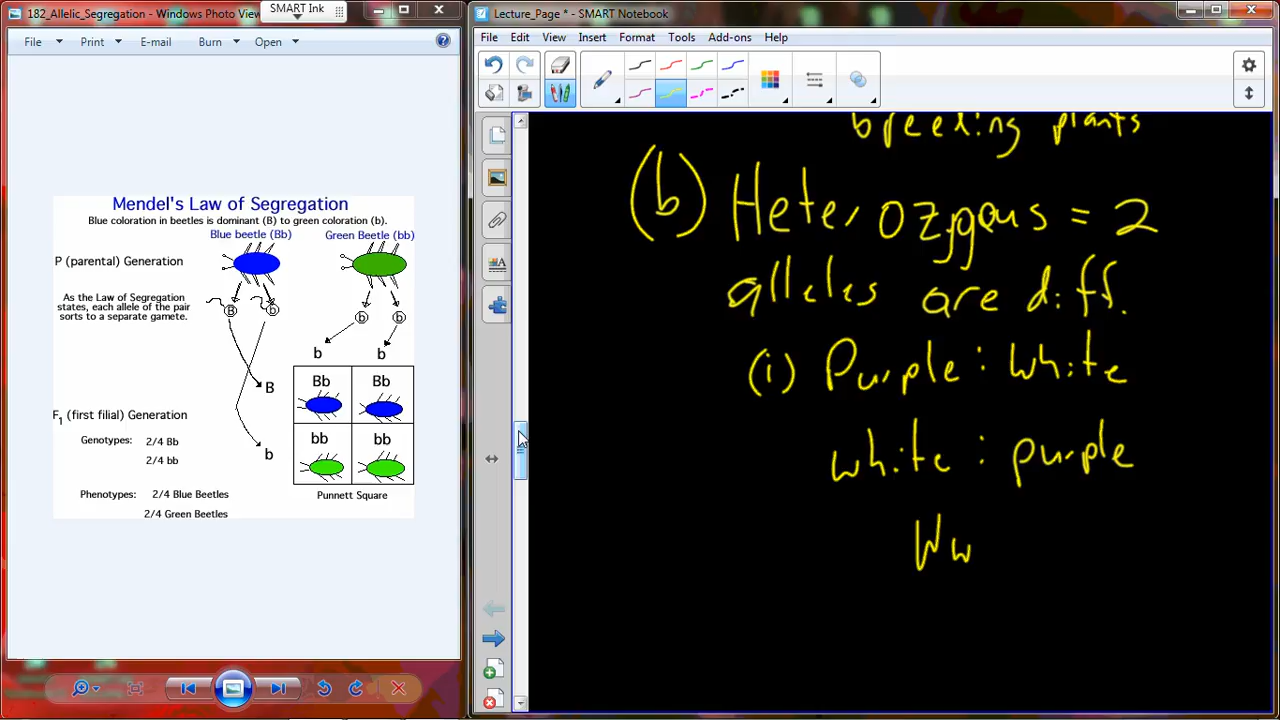 182_Allelic_Segregation - Windows Photo View
SMART Ink
File Print E-mail Burn Open
Mendel's Law of Segregation
Blue coloration in beetles is dominant (B) to green coloration (b).
Blue beetle (Bb) Green Beetle (bb)
P (parental) Generation
As the Law of Segregation
states, each allele of the pair
sorts to a separate gamete.
B b b b
b b
B Bb Bb
F1 (first filial) Generation
Genotypes: 2/4 Bb
2/4 bb
b bb bb
Phenotypes: 2/4 Blue Beetles
2/4 Green Beetles
Punnett Square
Lecture_Page * - SMART Notebook
File Edit View Insert Format Tools Add-ons Help
breeding plants
(b) Heterozygous = 2
alleles are diff.
(i) Purple : white
white : purple
Ww